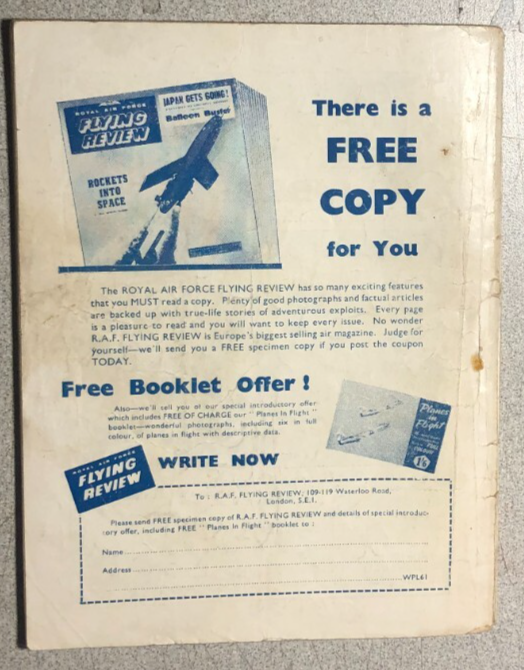 ROYAL AIR FORCE
FLYING
REVIEW
JAPAN GETS GOING!
Balloon Buster
ROCKETS
INTO
SPACE
There is a
FREE
COPY
for You
The ROYAL AIR FORCE FLYING REVIEW has so many exciting features
that you MUST read a copy. Plenty of good photographs and factual articles
are backed up with true-life stories of adventurous exploits. Every page
is a pleasure to read and you will want to keep every issue. No wonder
R.A.F. FLYING REVIEW is Europe's biggest selling air magazine. Judge for
yourself—we'll send you a FREE specimen copy if you post the coupon
TODAY.
Free Booklet Offer!
Also—we'll tell you of our special introductory offer
which includes FREE OF CHARGE our "Planes In Flight"
booklet—wonderful photographs, including six in full
colour, of planes in flight with descriptive data.
Planes
in
Flight
1/6
ROYAL AIR FORCE
FLYING
REVIEW
WRITE NOW
To: R.A.F. FLYING REVIEW, 109-119 Waterloo Road,
London, S.E.1.
Please send FREE specimen copy of R.A.F. FLYING REVIEW and details of special introduc-
tory offer, including FREE "Planes In Flight" booklet to:
Name
Address
WPL61